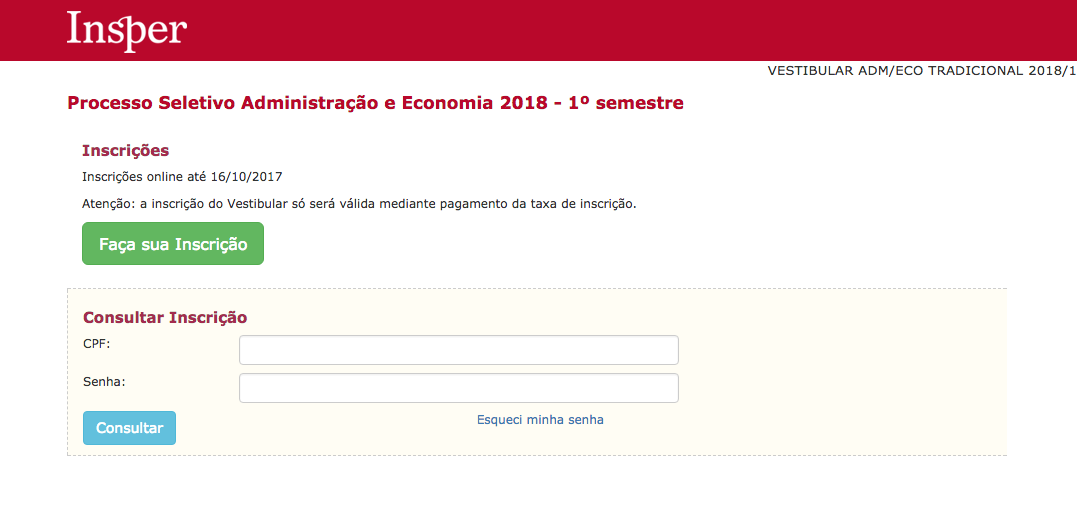 Insper
VESTIBULAR ADM/ECO TRADICIONAL 2018/1
Processo Seletivo Administração e Economia 2018 - 1º semestre
Inscrições
Inscrições online até 16/10/2017
Atenção: a inscrição do Vestibular só será válida mediante pagamento da taxa de inscrição.
Faça sua Inscrição
Consultar Inscrição
CPF:
Senha:
Consultar
Esqueci minha senha